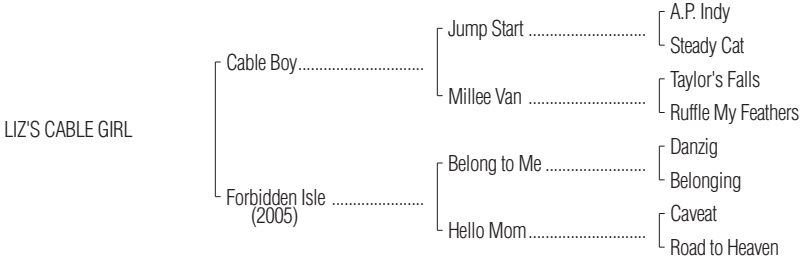 A.P. Indy
Jump Start
Steady Cat
Cable Boy
Taylor's Falls
Millee Van
Ruffle My Feathers
LIZ'S CABLE GIRL
Danzig
Belong to Me
Belonging
Forbidden Isle
(2005)
Caveat
Hello Mom
Road to Heaven